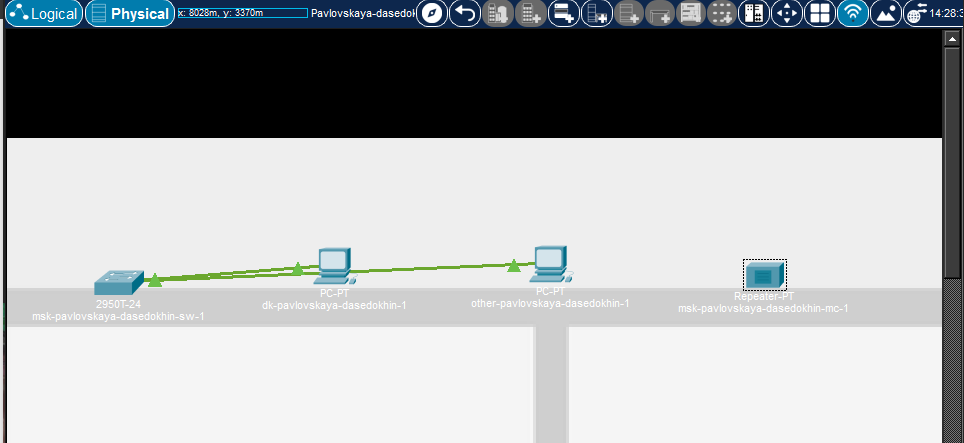 Logical
Physical
x: 8028m, y: 3370m
Pavlovskaya-dasedok
14:28:3
2950T-24
msk-pavlovskaya-dasedokhin-sw-1
PC-PT
dk-pavlovskaya-dasedokhin-1
PC-PT
other-pavlovskaya-dasedokhin-1
Repeater-PT
msk-pavlovskaya-dasedokhin-mc-1